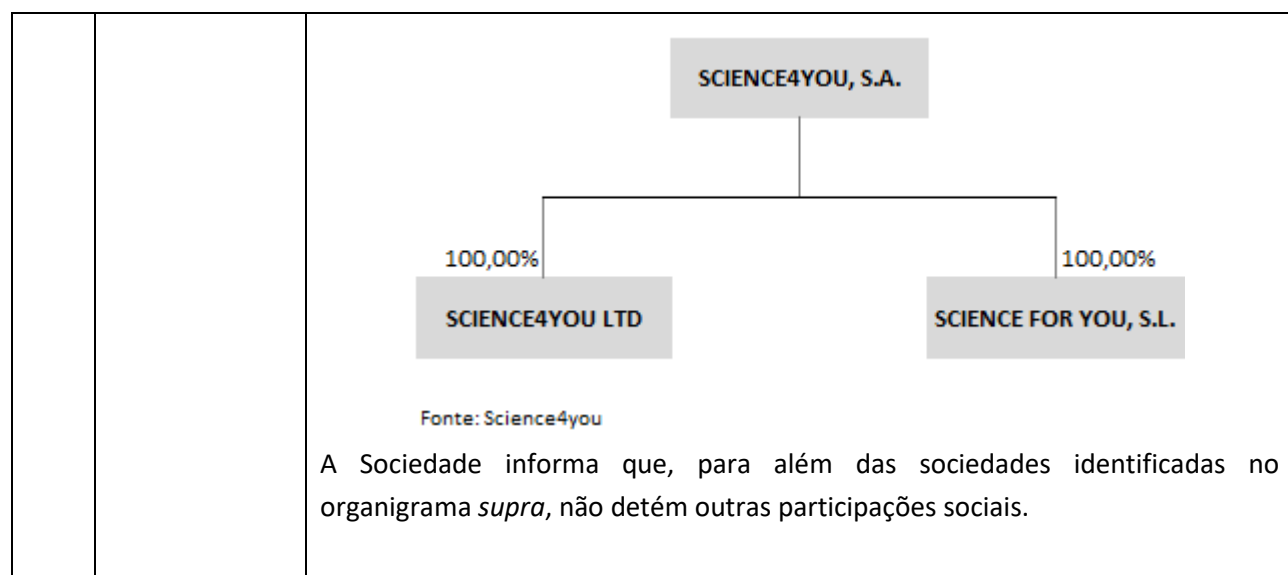 SCIENCE4YOU, S.A.
100,00%
100,00%
SCIENCE4YOU LTD
SCIENCE FOR YOU, S.L.
Fonte: Science4you
A Sociedade informa que, para além das sociedades identificadas no
organigrama supra, não detém outras participações sociais.